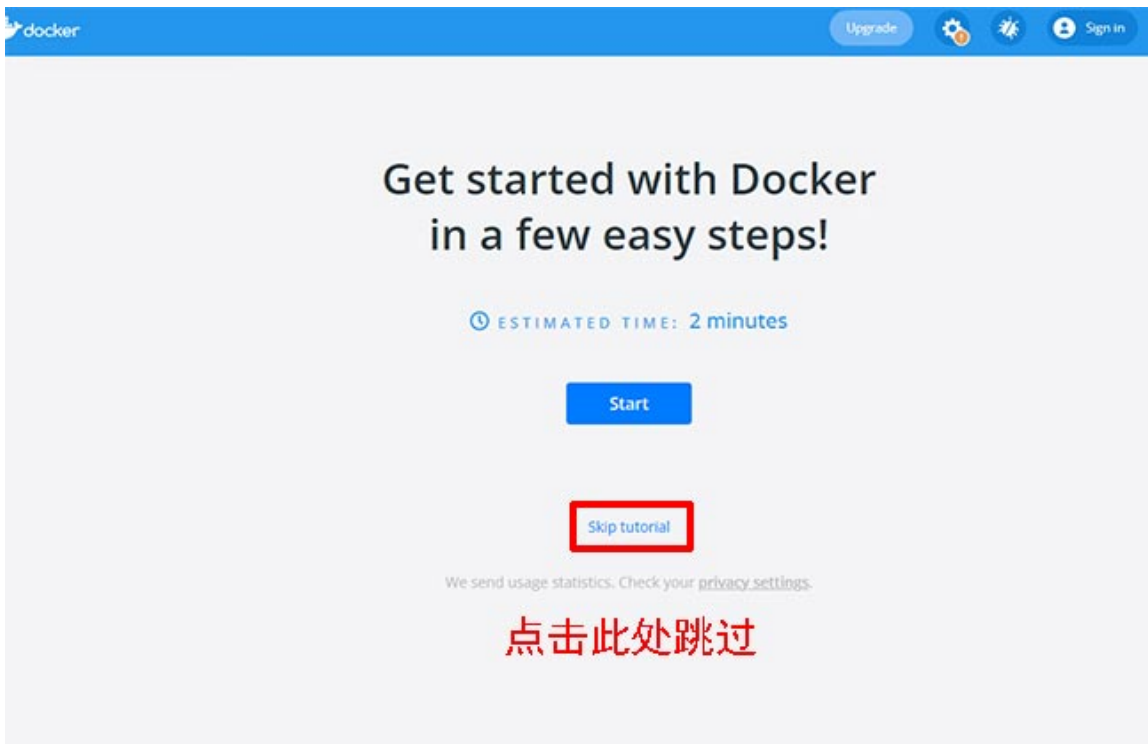 docker
Upgrade
Sign in
Get started with Docker
in a few easy steps!
ESTIMATED TIME: 2 minutes
Start
Skip tutorial
We send usage statistics. Check your privacy settings.
点击此处跳过